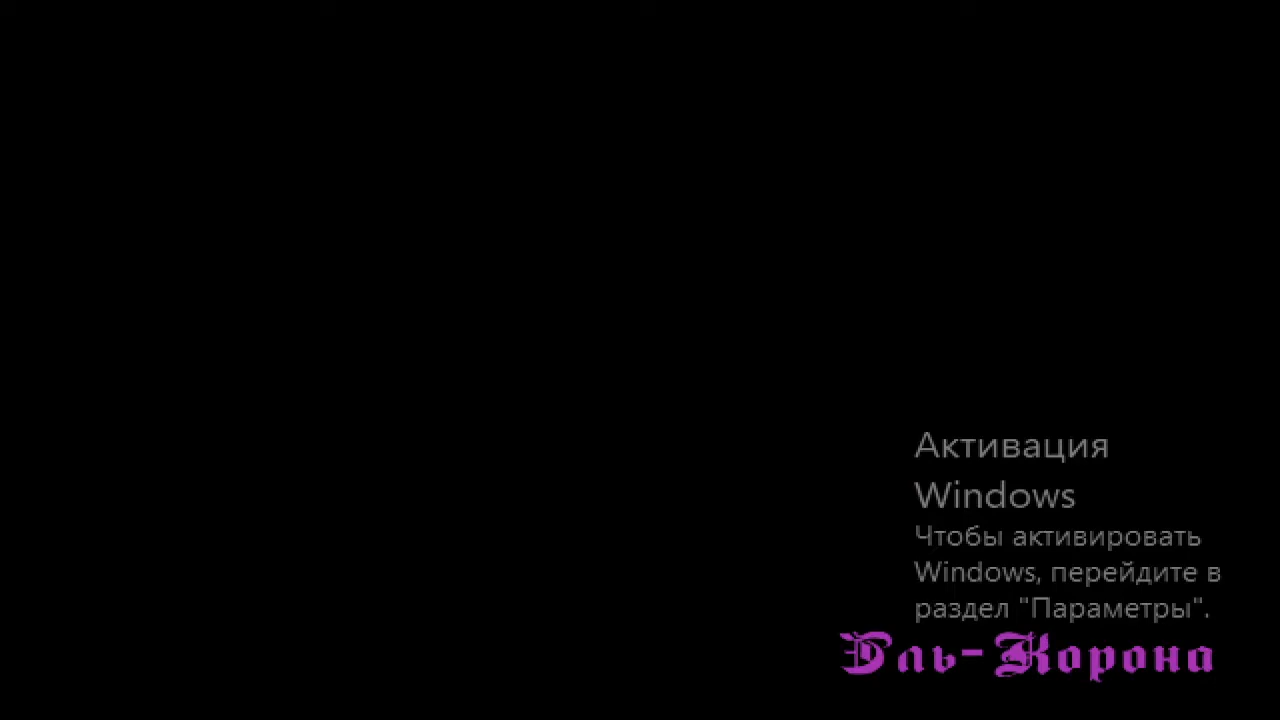 Активация
Windows
Чтобы активировать
Windows, перейдите в
раздел "Параметры".
Эль-Корона